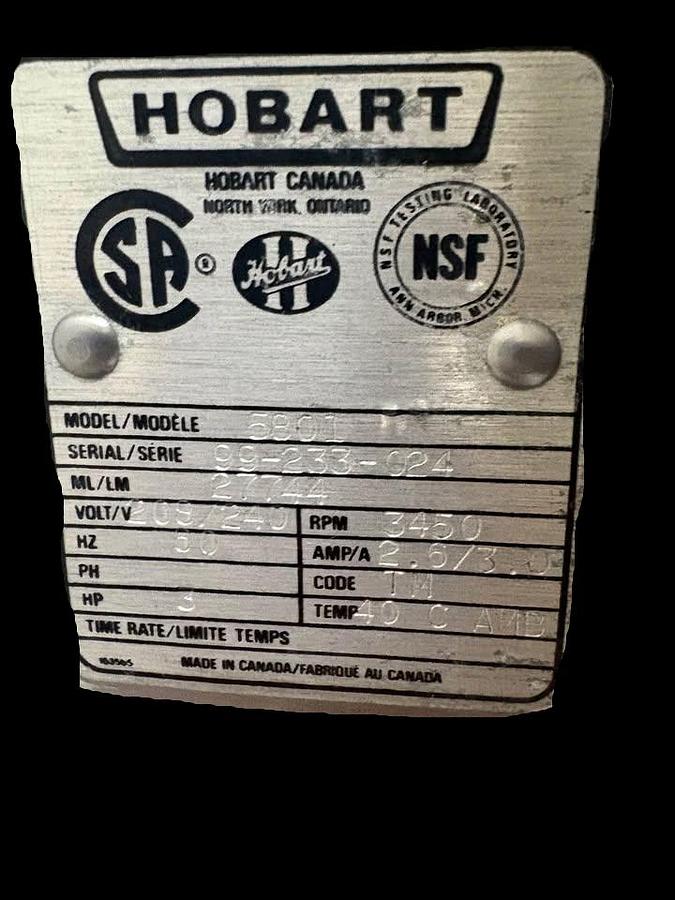 HOBART
HOBART CANADA
NORTH YORK, ONTARIO
CSA ®
Hobart
H
NSF TESTING LABORATORY
NSF
ANN ARBOR, MICH.
MODEL/MODÈLE 5801
SERIAL/SÉRIE 99-233-024
ML/LM 27744
VOLT/V 208/240 RPM 3450
HZ AMP/A
PH CODE TM
HP 3 TEMP 40 C AMB
TIME RATE/LIMITE TEMPS
MADE IN CANADA/FABRIQUÉ AU CANADA